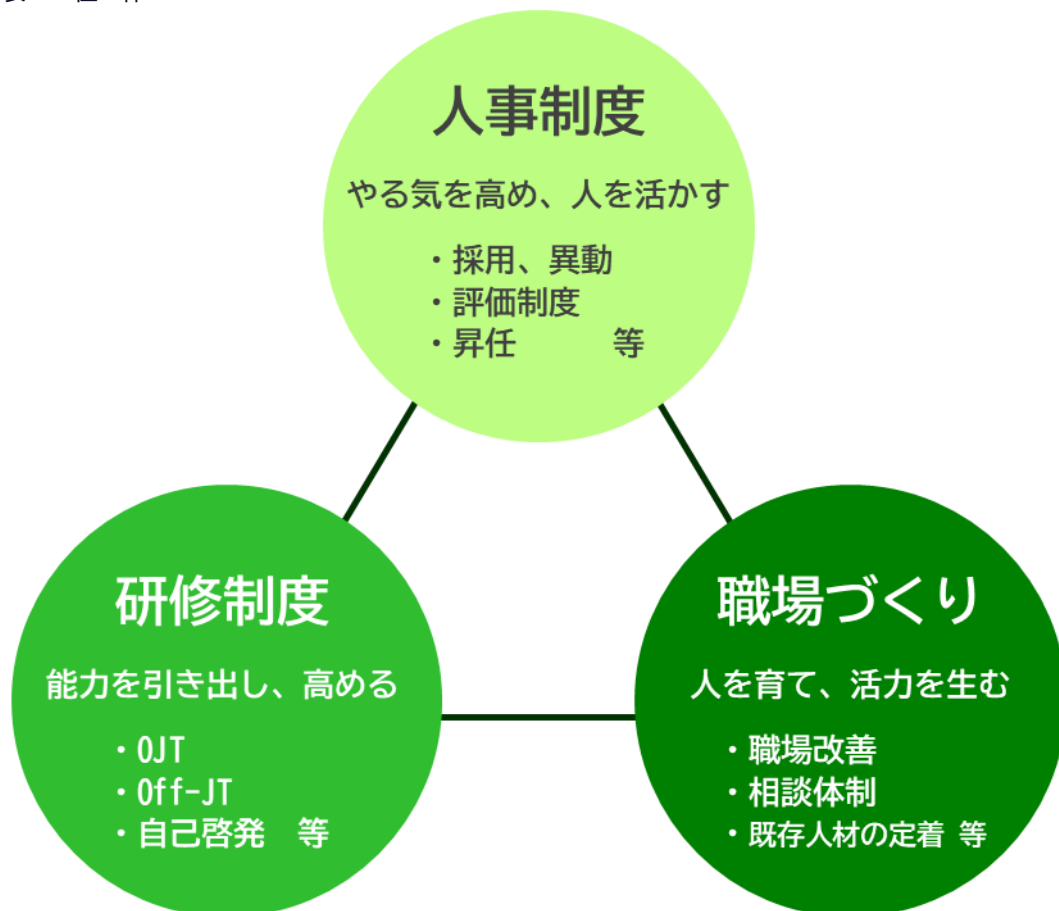 人事制度
やる気を高め、人を活かす
・採用、異動
・評価制度
・昇任　　　等
研修制度
能力を引き出し、高める
・OJT
・Off-JT
・自己啓発　等
職場づくり
人を育て、活力を生む
・職場改善
・相談体制
・既存人材の定着 等